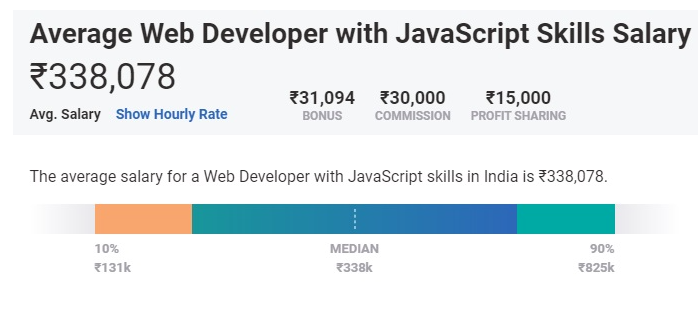 Average Web Developer with JavaScript Skills Salary
₹338,078
Avg. Salary Show Hourly Rate
₹31,094 ₹30,000 ₹15,000
BONUS COMMISSION PROFIT SHARING
The average salary for a Web Developer with JavaScript skills in India is ₹338,078.
10% MEDIAN 90%
₹131k ₹338k ₹825k